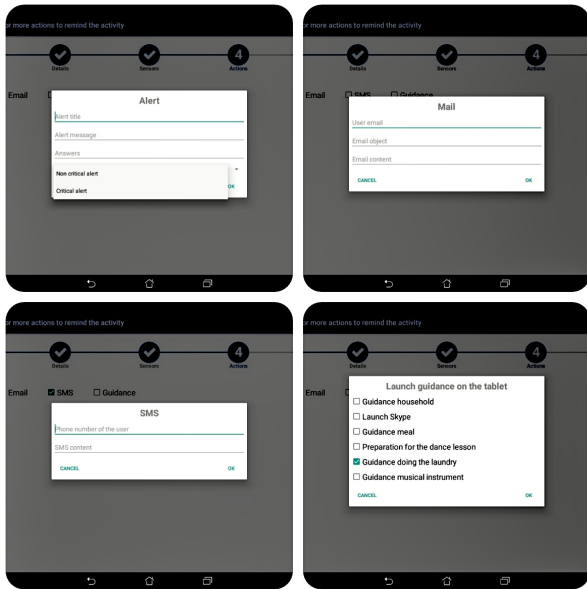 or more actions to remind the activity
4
Details
Sensors
Actions
Email
Alert
Alert title
Alert message
Answers
Non critical alert
Critical alert
OK
or more actions to remind the activity
4
Details
Sensors
Actions
Email
SMS
Guidance
Mail
User email
Email object
Email content
CANCEL
OK
or more actions to remind the activity
4
Details
Sensors
Actions
Email
SMS
Guidance
SMS
Phone number of the user
SMS content
CANCEL
OK
or more actions to remind the activity
4
Details
Sensors
Actions
Email
Launch guidance on the tablet
Guidance household
Launch Skype
Guidance meal
Preparation for the dance lesson
Guidance doing the laundry
Guidance musical instrument
CANCEL
OK